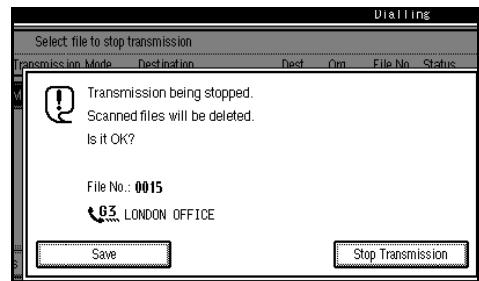 Dialling
Select file to stop transmission
Transmission Mode Destination Dest. Org. File No. Status
Transmission being stopped.
Scanned files will be deleted.
Is it OK?
File No.: 0015
G3 LONDON OFFICE
Save Stop Transmission